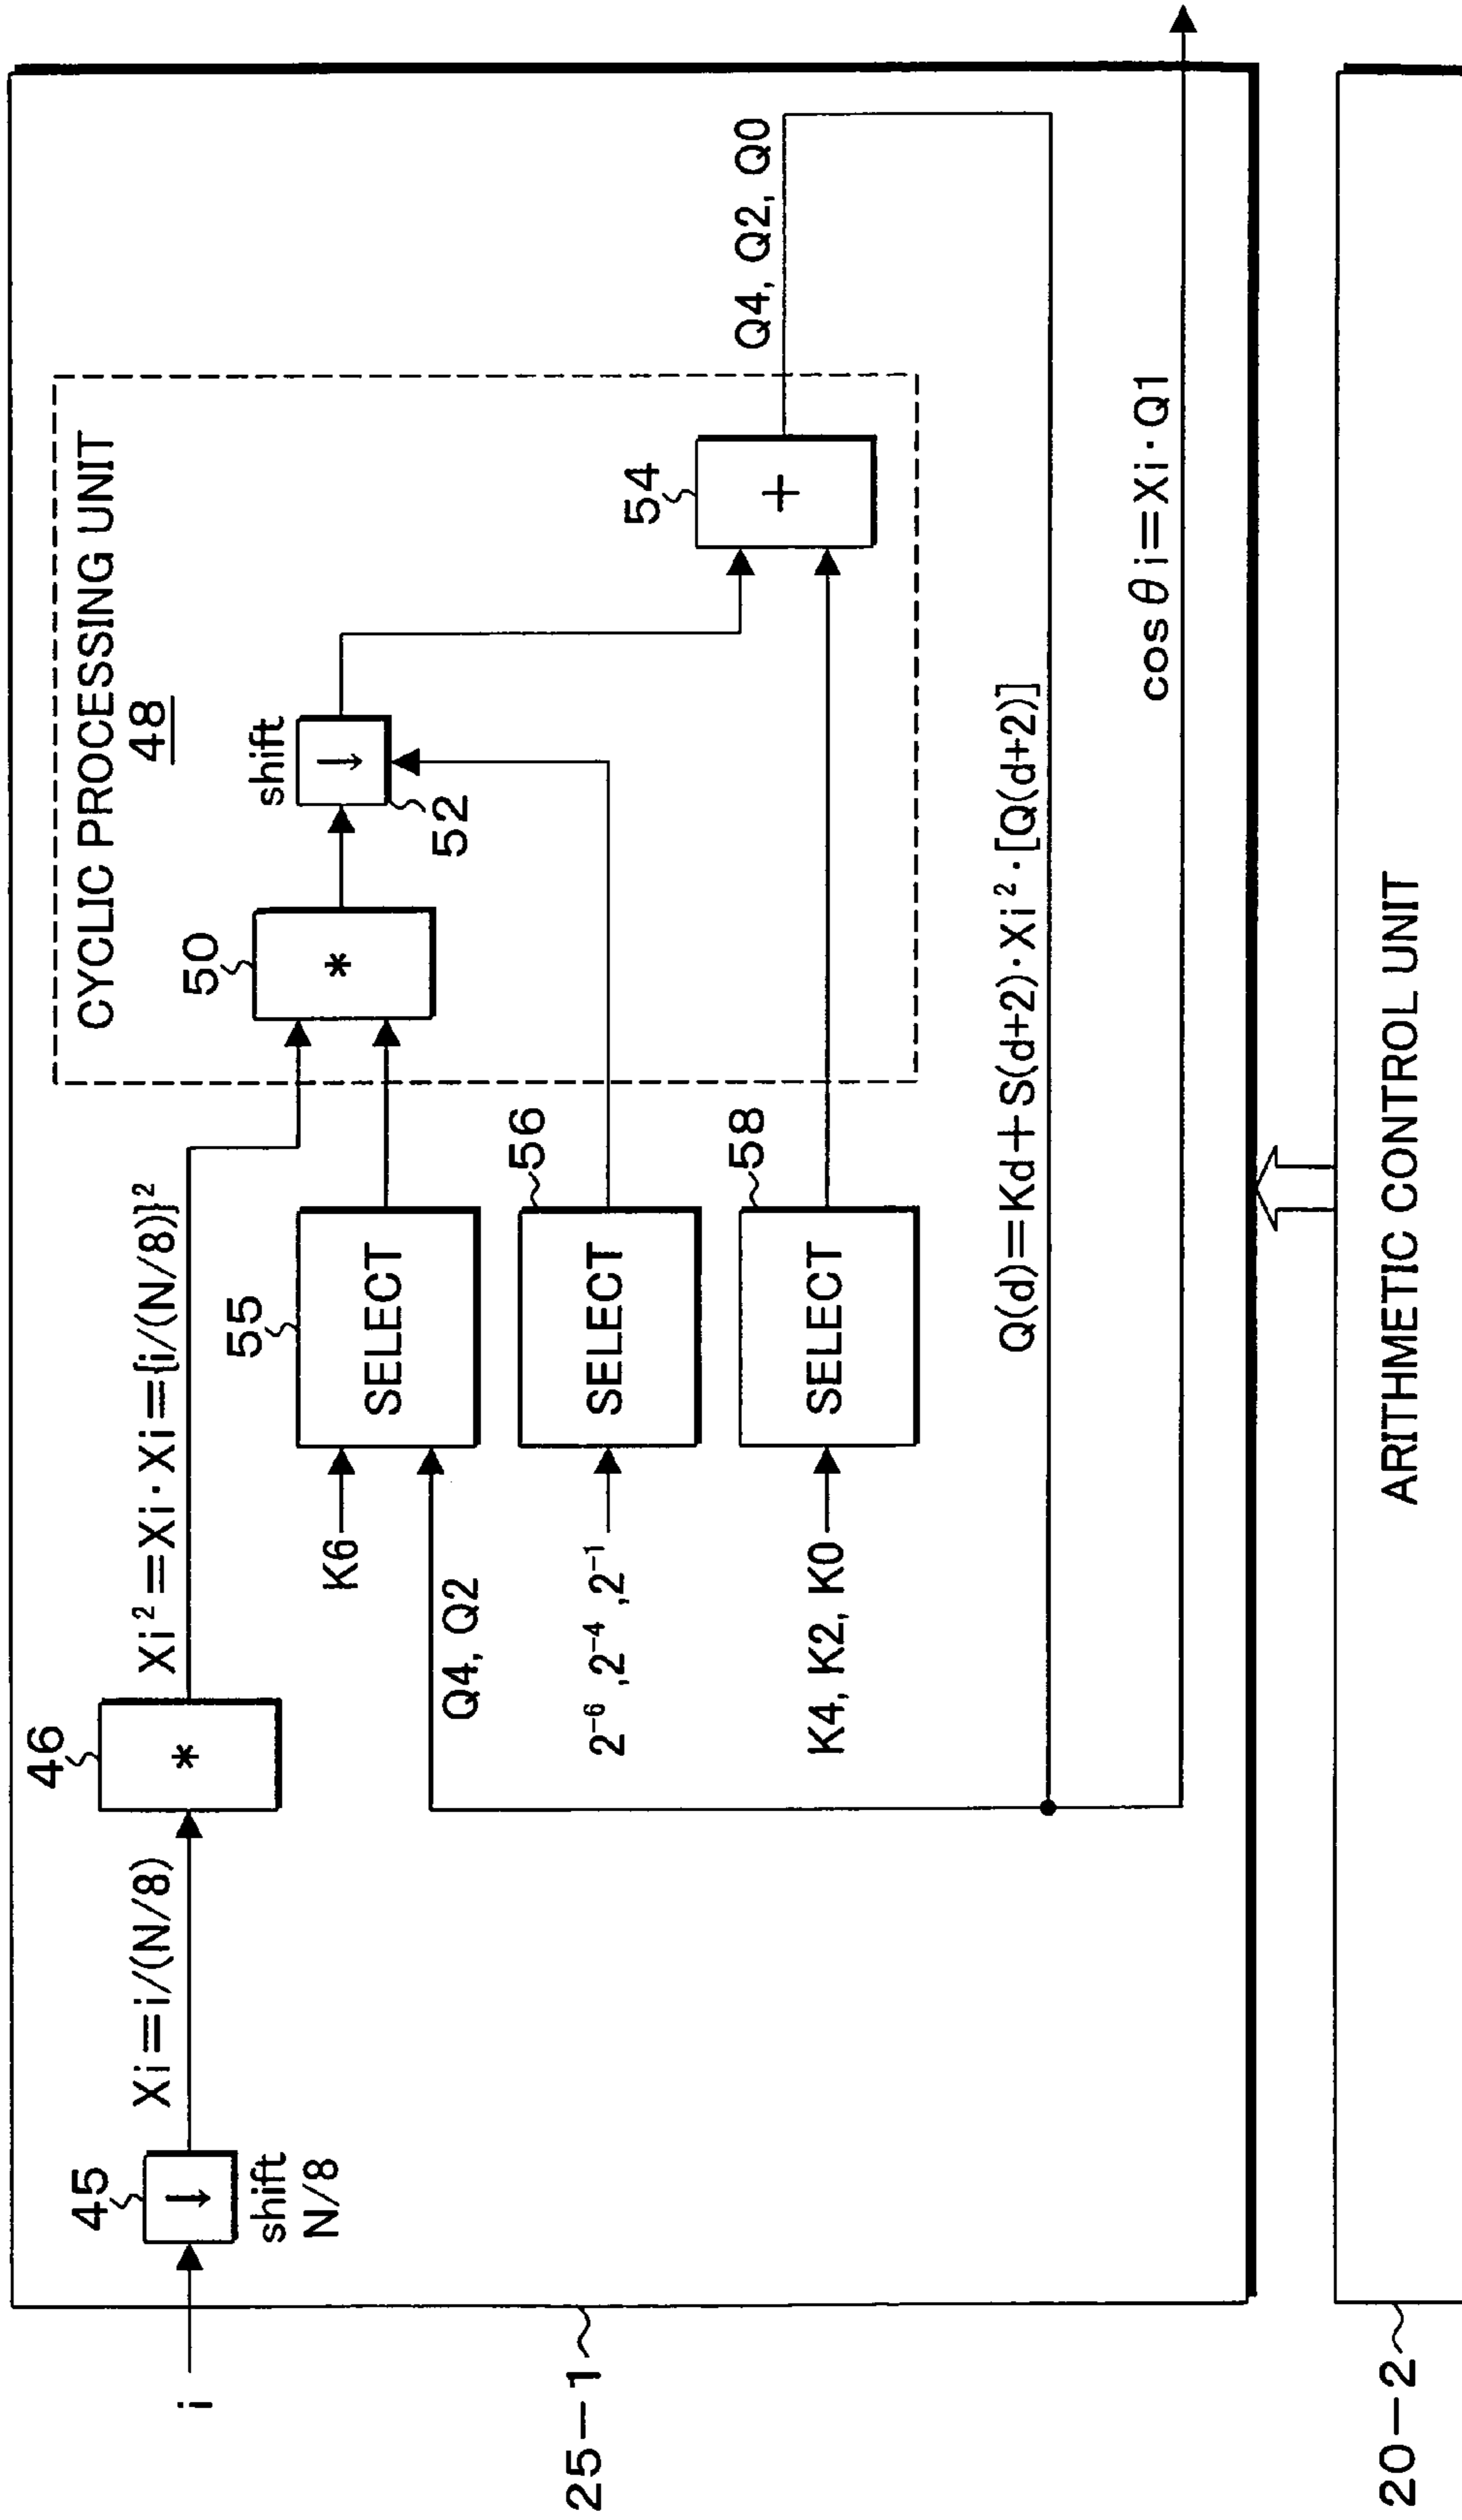 CYCLIC PROCESSING UNIT
48
46
Xi²=Xi·Xi={i/(N/8)}²
45
Xi=i/(N/8)
i
shift
N/8
50
*
*
shift
52
55
SELECT
K6
Q4, Q2
56
SELECT
2⁻⁶,2⁻⁴,2⁻¹
58
SELECT
K4, K2, K0
54
+
Q4, Q2, Q0
Q(d)=Kd+S(d+2)·Xi²·[Q(d+2)]
cos θi=Xi·Q1
25-1
ARITHMETIC CONTROL UNIT
20-2